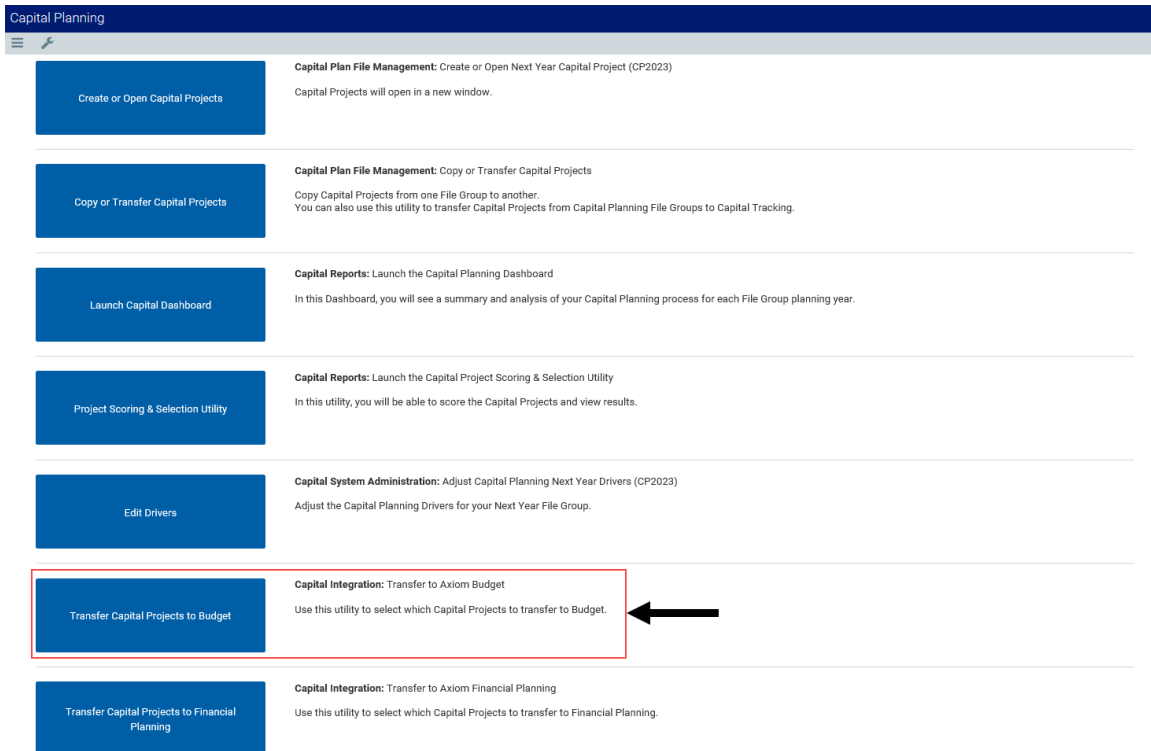 Capital Planning
Create or Open Capital Projects
Capital Plan File Management: Create or Open Next Year Capital Project (CP2023)
Capital Projects will open in a new window.
Copy or Transfer Capital Projects
Capital Plan File Management: Copy or Transfer Capital Projects
Copy Capital Projects from one File Group to another.
You can also use this utility to transfer Capital Projects from Capital Planning File Groups to Capital Tracking.
Launch Capital Dashboard
Capital Reports: Launch the Capital Planning Dashboard
In this Dashboard, you will see a summary and analysis of your Capital Planning process for each File Group planning year.
Project Scoring & Selection Utility
Capital Reports: Launch the Capital Project Scoring & Selection Utility
In this utility, you will be able to score the Capital Projects and view results.
Edit Drivers
Capital System Administration: Adjust Capital Planning Next Year Drivers (CP2023)
Adjust the Capital Planning Drivers for your Next Year File Group.
Transfer Capital Projects to Budget
Capital Integration: Transfer to Axiom Budget
Use this utility to select which Capital Projects to transfer to Budget.
Transfer Capital Projects to Financial
Planning
Capital Integration: Transfer to Axiom Financial Planning
Use this utility to select which Capital Projects to transfer to Financial Planning.